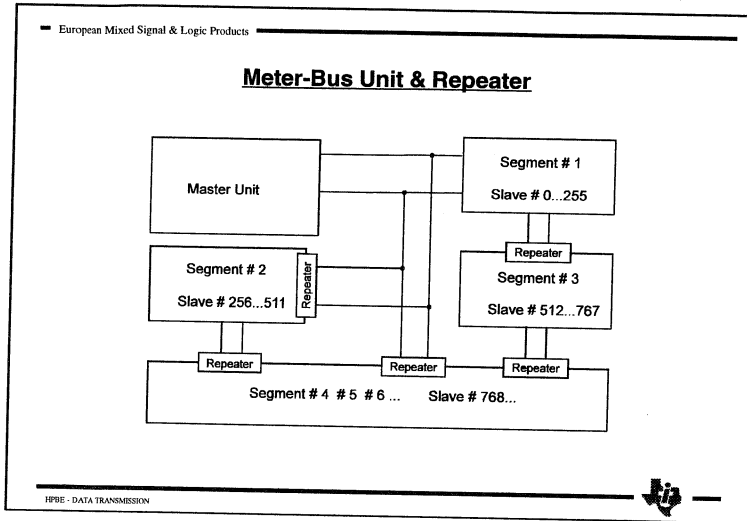 European Mixed Signal & Logic Products
Meter-Bus Unit & Repeater
Master Unit
Segment # 1
Slave # 0...255
Repeater
Segment # 2
Slave # 256...511
Repeater
Segment # 3
Slave # 512...767
Repeater
Repeater
Repeater
Segment # 4 # 5 # 6 ... Slave # 768...
HPBE - DATA TRANSMISSION
ti